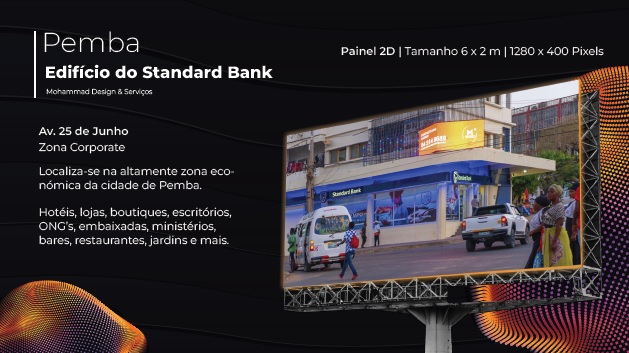 Pemba
Edifício do Standard Bank
Mohammad Design & Serviços
Painel 2D | Tamanho 6 x 2 m | 1280 x 400 Pixels
Av. 25 de Junho
Zona Corporate
Localiza-se na altamente zona eco-
nómica da cidade de Pemba.
Hotéis, lojas, boutiques, escritórios,
ONG's, embaixadas, ministérios,
bares, restaurantes, jardins e mais.
Standard Bank